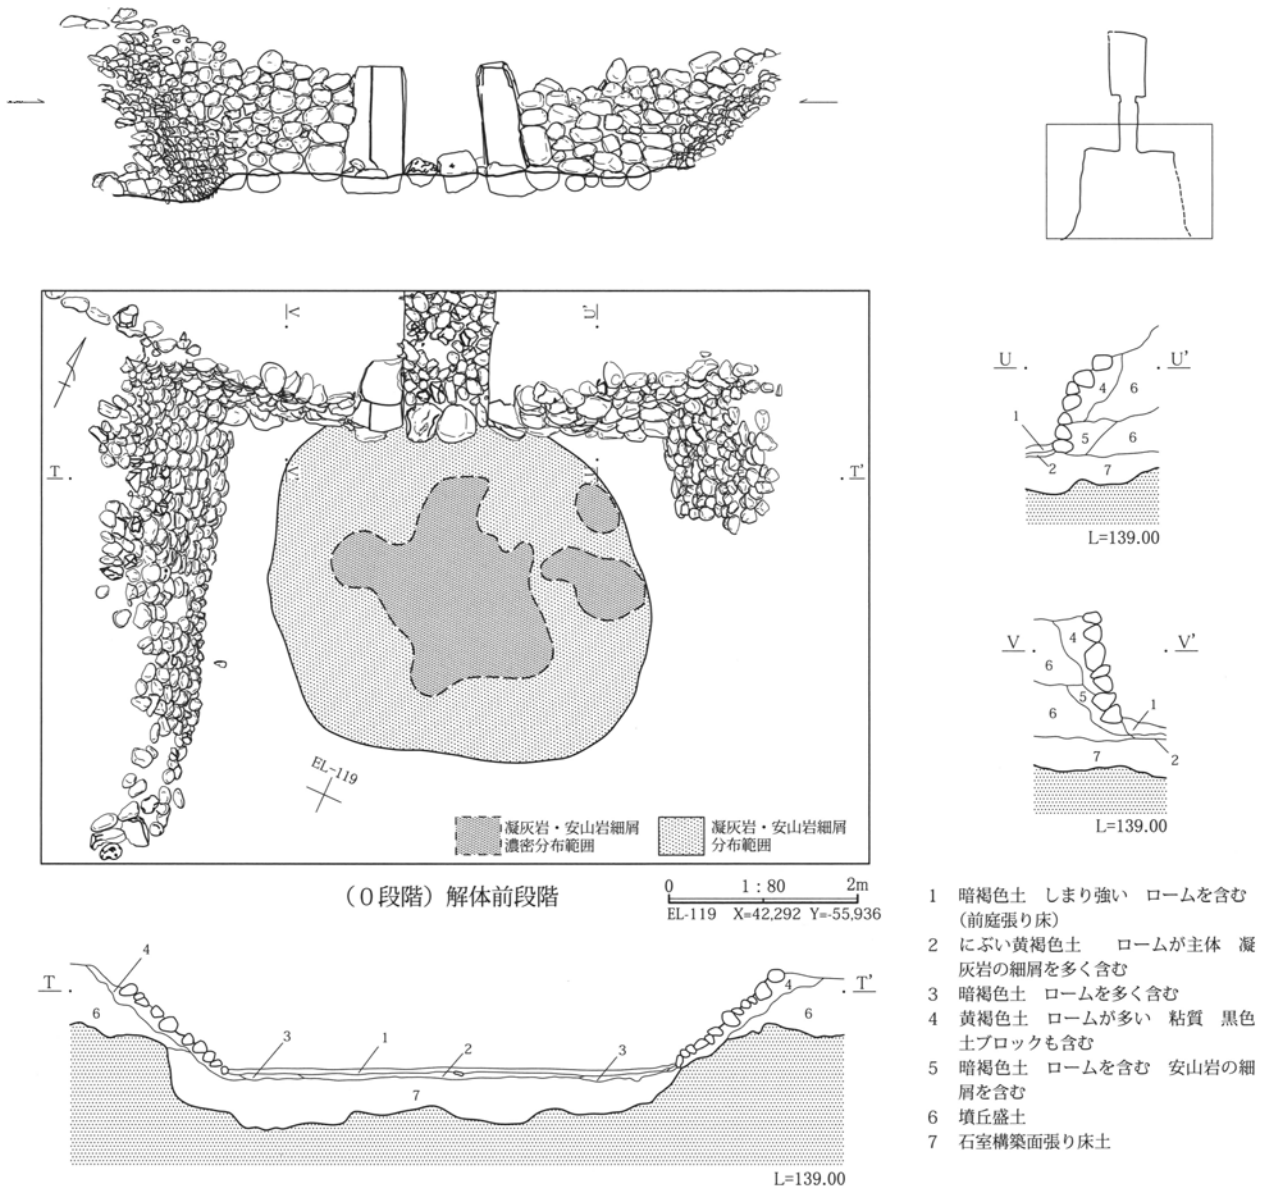 V
U'
T
T'
V'
U
EL-119
凝灰岩・安山岩細屑
濃密分布範囲
凝灰岩・安山岩細屑
分布範囲
(0段階)解体前段階
0 1:80 2m
EL-119 X=42,292 Y=-55,936
U U'
4 6
1
5 6
2 7
L=139.00
V V'
4
6
5 1
6
7 2
L=139.00
T T'
4 4
6 6
3 1 2 3
7
L=139.00
1 暗褐色土 しまり強い ロームを含む
(前庭張り床)
2 にぶい黄褐色土 ロームが主体 凝
灰岩の細屑を多く含む
3 暗褐色土 ロームを多く含む
4 黄褐色土 ロームが多い 粘質 黒色
土ブロックも含む
5 暗褐色土 ロームを含む 安山岩の細
屑を含む
6 墳丘盛土
7 石室構築面張り床土